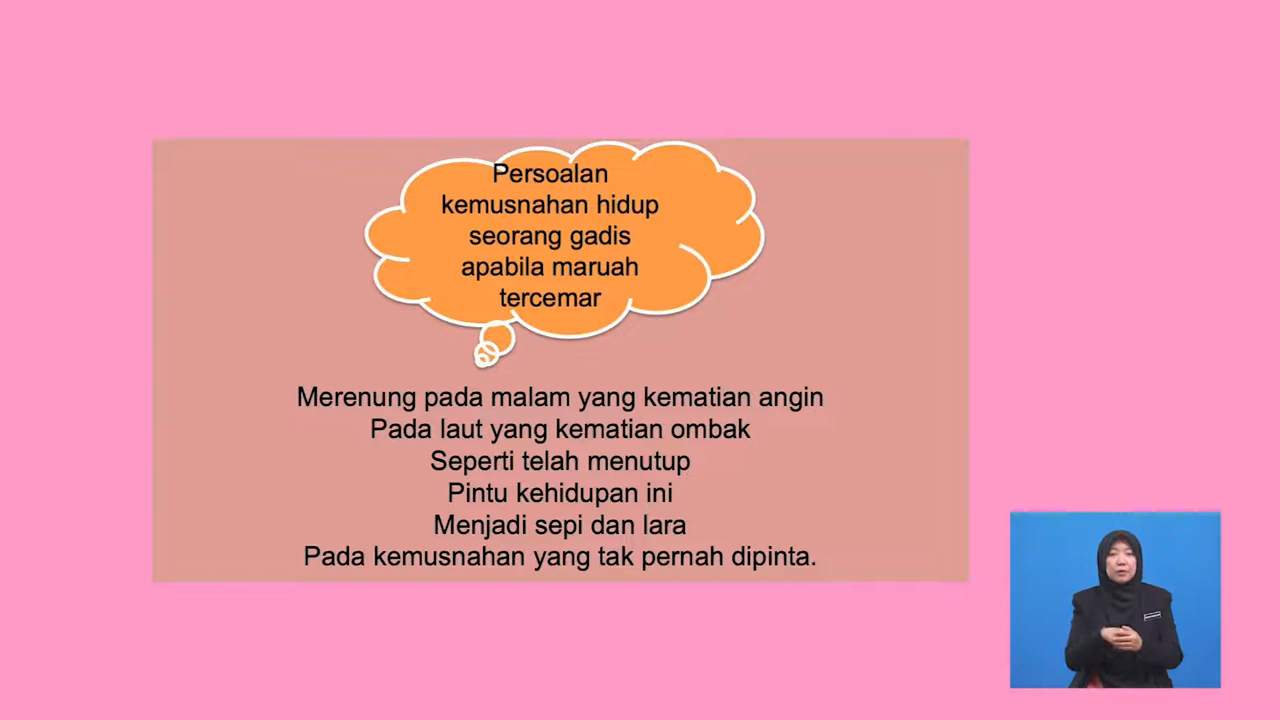 Persoalan
kemusnahan hidup
seorang gadis
apabila maruah
tercemar
Merenung pada malam yang kematian angin
Pada laut yang kematian ombak
Seperti telah menutup
Pintu kehidupan ini
Menjadi sepi dan lara
Pada kemusnahan yang tak pernah dipinta.